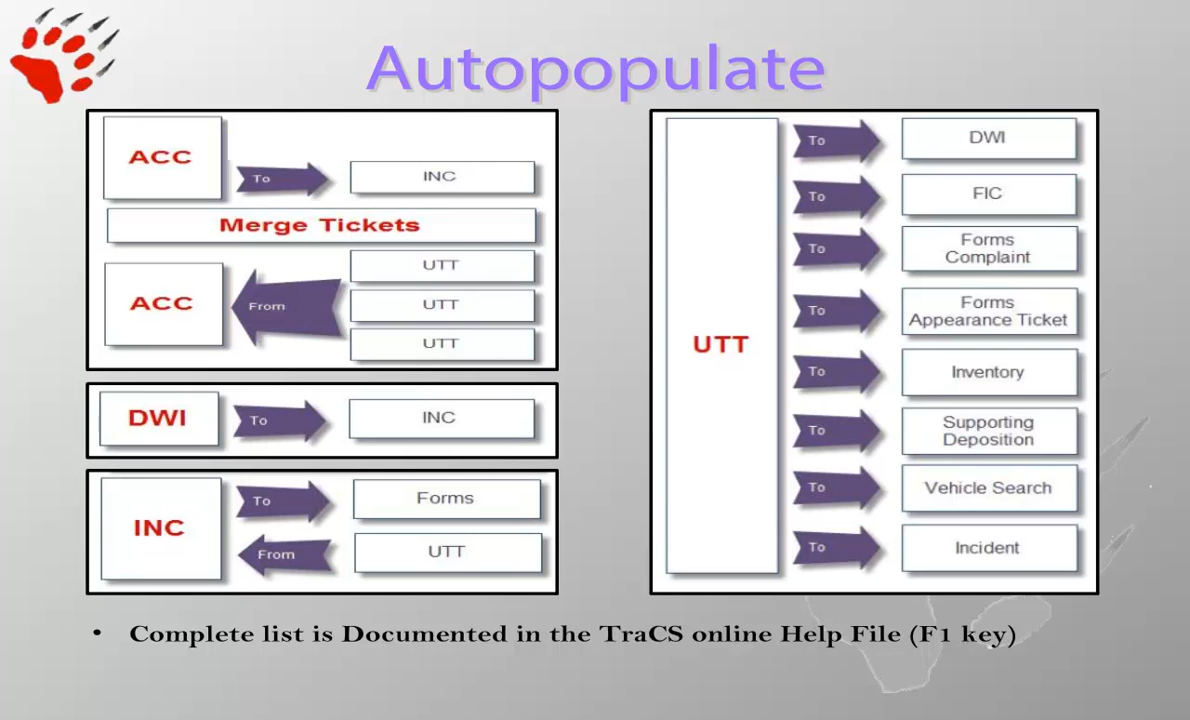 Autopopulate
ACC
To
INC
Merge Tickets
ACC
From
UTT
UTT
UTT
DWI
To
INC
INC
To
Forms
From
UTT
UTT
To
DWI
To
FIC
To
Forms
Complaint
To
Forms
Appearance Ticket
To
Inventory
To
Supporting
Deposition
To
Vehicle Search
To
Incident
• Complete list is Documented in the TraCS online Help File (F1 key)